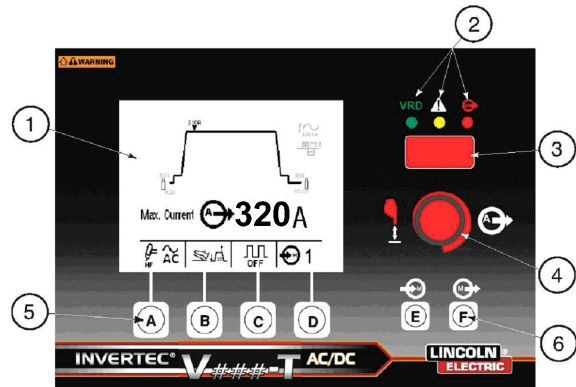 2
WARNING
1
VRD
3
Max. Current A 320A
A
4
HF AC
OFF
M 1
M
M
5
A
B
C
D
E
F
6
INVERTEC® V###-T AC/DC
LINCOLN®
ELECTRIC